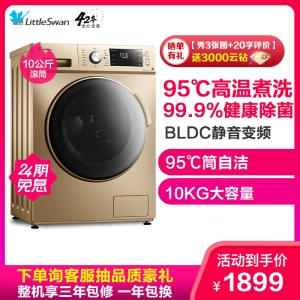 LittleSwan
42年
10公斤
滚筒
晒单
有礼
【秀3张图+20字评价】
送3000云钻
95℃高温煮洗
99.9%健康除菌
BLDC静音变频
95℃筒自洁
10KG大容量
24期
免息
下单询客服抽品质豪礼
整机享三年包修 一年包换
活动到手价
¥1899